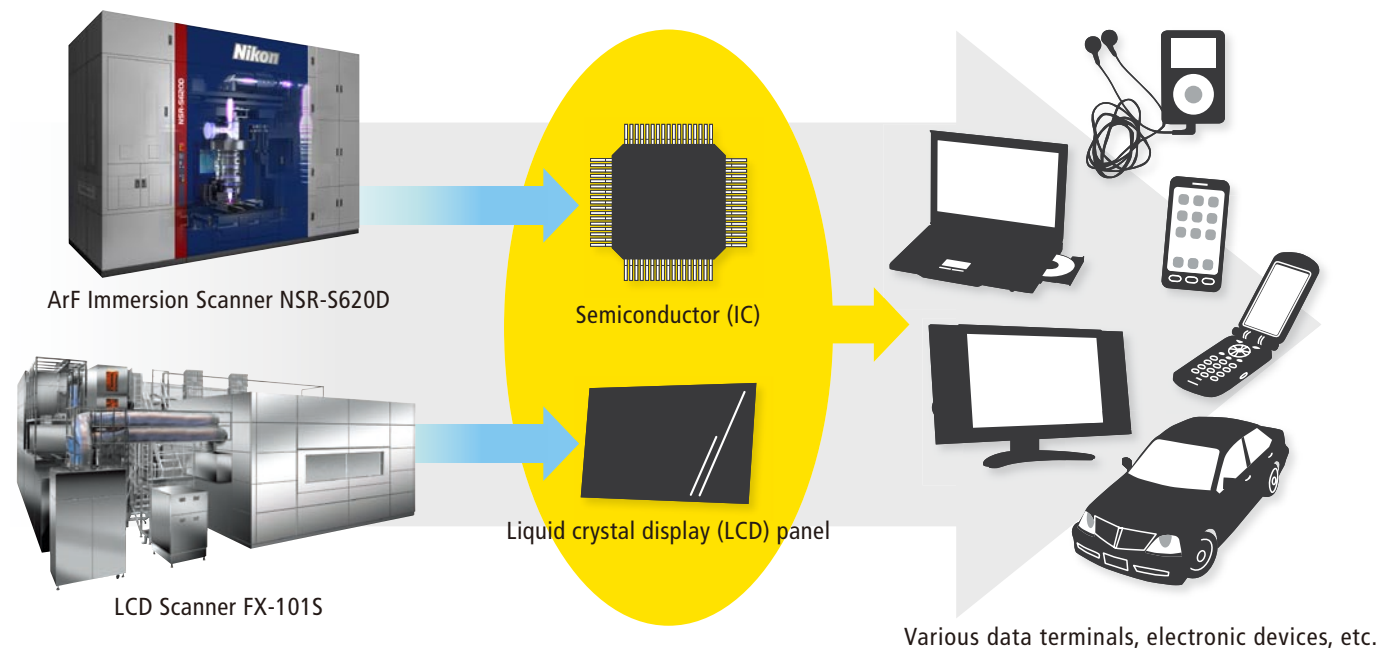 Nikon
NSR-S620D
ArF Immersion Scanner NSR-S620D
Semiconductor (IC)
Liquid crystal display (LCD) panel
LCD Scanner FX-101S
Various data terminals, electronic devices, etc.